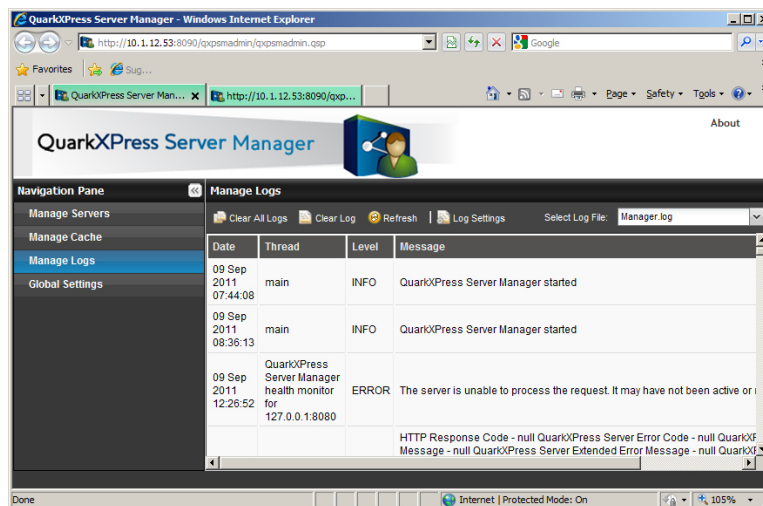 QuarkXPress Server Manager - Windows Internet Explorer
http://10.1.12.53:8090/qxpsmadmin/qxpsmadmin.qsp
Google
Favorites
Sug...
QuarkXPress Server Man...
http://10.1.12.53:8090/qxp...
Page
Safety
Tools
QuarkXPress Server Manager
About
Navigation Pane
Manage Servers
Manage Cache
Manage Logs
Global Settings
Manage Logs
Clear All Logs
Clear Log
Refresh
Log Settings
Select Log File:
Manager.log
Date
Thread
Level
Message
09 Sep
2011
07:44:08
main
INFO
QuarkXPress Server Manager started
09 Sep
2011
08:36:13
main
INFO
QuarkXPress Server Manager started
09 Sep
2011
12:26:52
QuarkXPress
Server Manager
health monitor
for
127.0.0.1:8080
ERROR
The server is unable to process the request. It may have not been active or
HTTP Response Code - null QuarkXPress Server Error Code - null
Message - null QuarkXPress Server Extended Error Message - null
Done
Internet | Protected Mode: On
105%